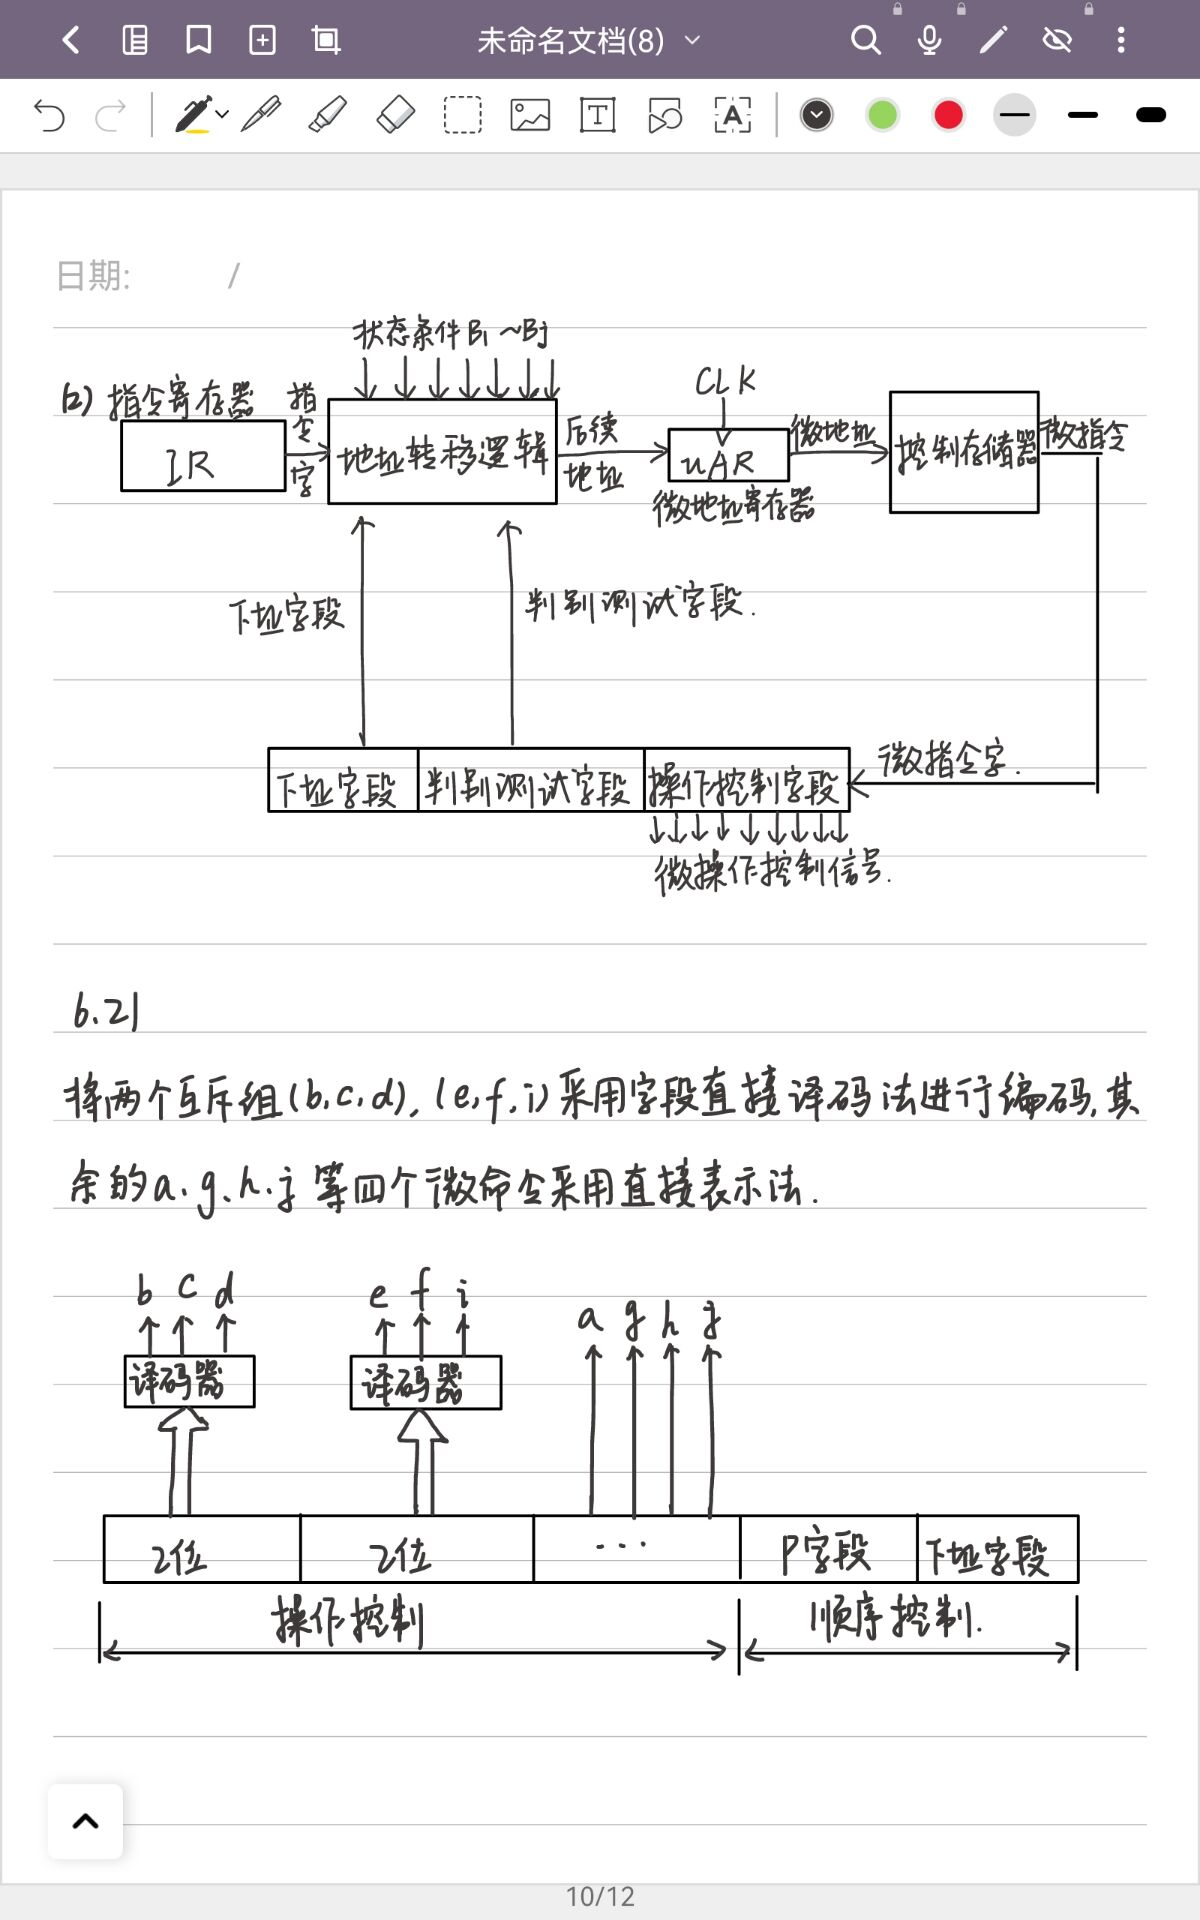 未命名文档(8)
日期: /
状态条件B₁~Bj
(2) 指令寄存器
指令字
IR
地址转移逻辑
后续地址
CLK
uAR
微地址寄存器
微地址
控制存储器
微指令
下址字段
判别测试字段.
下址字段 判别测试字段 操作控制字段
微指令字.
微操作控制信号.
6.21
将两个互斥组(b,c,d),(e,f,i)采用字段直接译码法进行编码,其
余的a、g、h、j等四个微命令采用直接表示法.
b c d
e f i
a g h j
译码器
译码器
2位 2位 ... P字段 下址字段
操作控制 顺序控制.
10/12